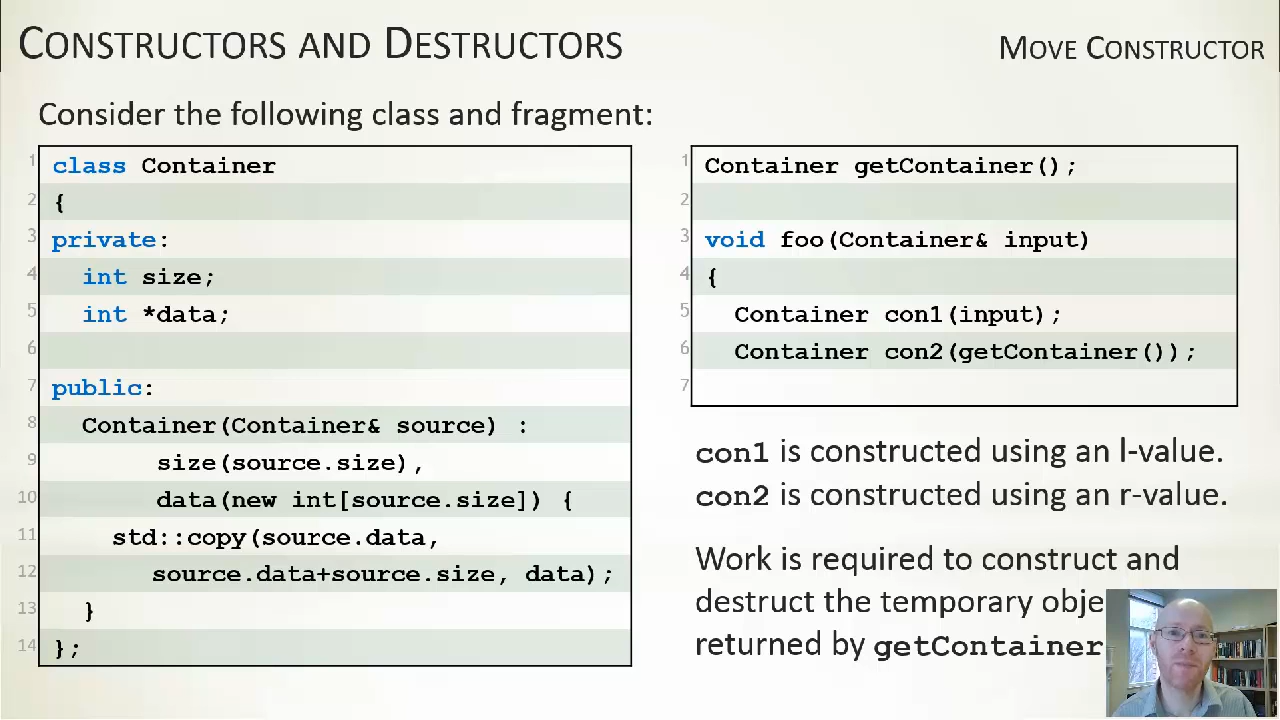 CONSTRUCTORS AND DESTRUCTORS
MOVE CONSTRUCTOR
Consider the following class and fragment:
1 class Container
2 {
3 private:
4 int size;
5 int *data;
6
7 public:
8 Container(Container& source) :
9 size(source.size),
10 data(new int[source.size]) {
11 std::copy(source.data,
12 source.data+source.size, data);
13 }
14 };
1 Container getContainer();
2
3 void foo(Container& input)
4 {
5 Container con1(input);
6 Container con2(getContainer());
7
con1 is constructed using an l-value.
con2 is constructed using an r-value.
Work is required to construct and
destruct the temporary obje
returned by getContainer